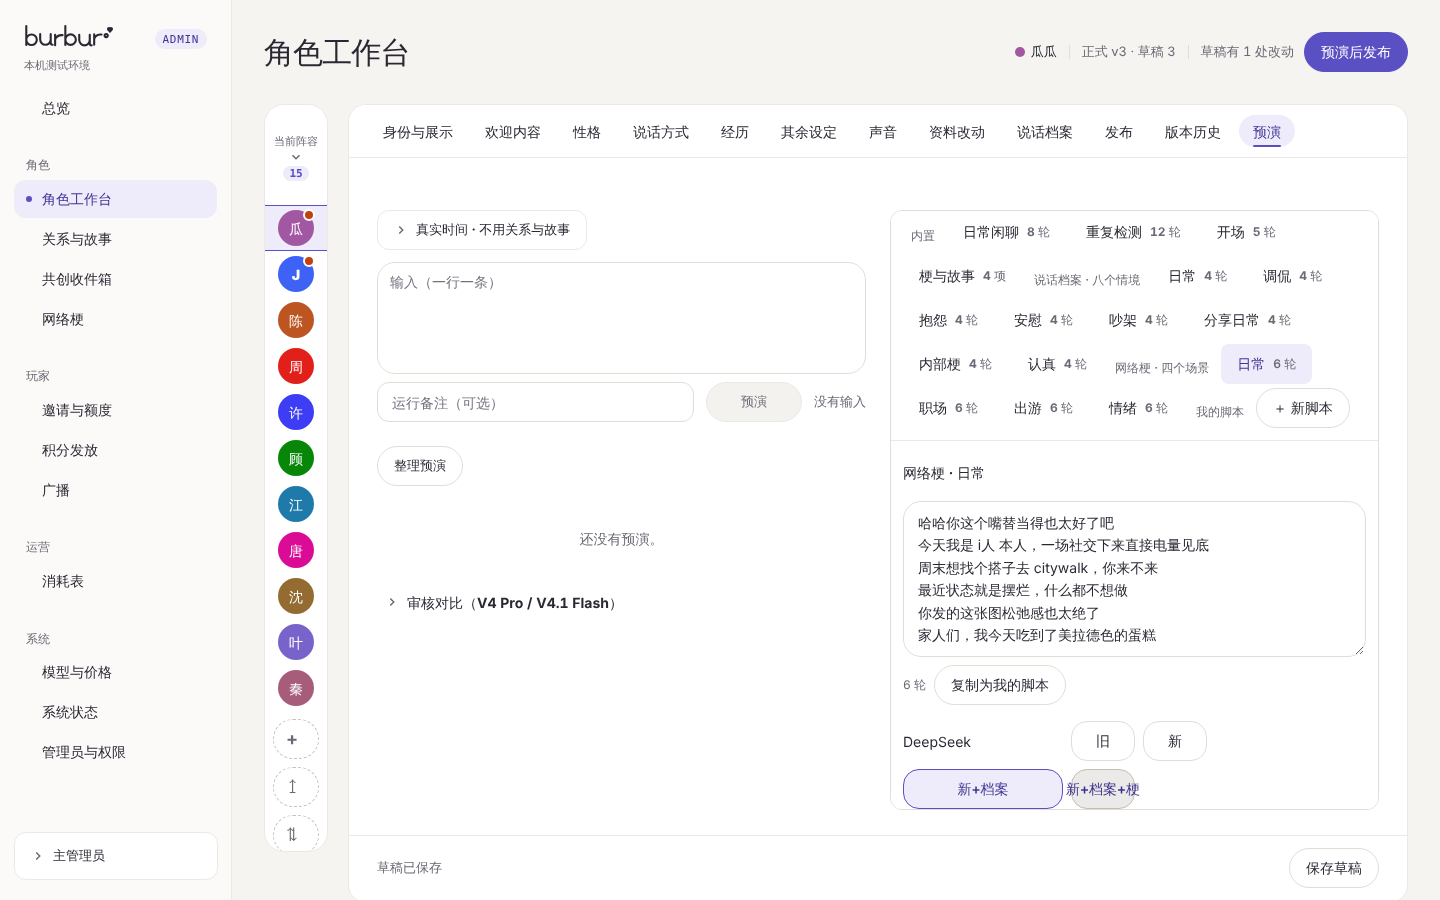 burbur
ADMIN
本机测试环境
总览
角色
角色工作台
关系与故事
共创收件箱
网络梗
玩家
邀请与额度
积分发放
广播
运营
消耗表
系统
模型与价格
系统状态
管理员与权限
主管理员
角色工作台
瓜瓜
正式 v3 · 草稿 3
草稿有 1 处改动
预演后发布
当前阵容
15
瓜
J
陈
周
许
顾
江
唐
沈
叶
秦
+
身份与展示 欢迎内容 性格 说话方式 经历 其余设定 声音 资料改动 说话档案 发布 版本历史 预演
真实时间 · 不用关系与故事
输入（一行一条）
运行备注（可选）
预演
没有输入
整理预演
还没有预演。
审核对比（V4 Pro / V4.1 Flash）
内置 日常闲聊 8 轮 重复检测 12 轮 开场 5 轮
梗与故事 4 项 说话档案 · 八个情境 日常 4 轮 调侃 4 轮
抱怨 4 轮 安慰 4 轮 吵架 4 轮 分享日常 4 轮
内部梗 4 轮 认真 4 轮 网络梗 · 四个场景 日常 6 轮
职场 6 轮 出游 6 轮 情绪 6 轮 我的脚本 + 新脚本
网络梗 · 日常
哈哈你这个嘴替当得也太好了吧
今天我是 i人 本人，一场社交下来直接电量见底
周末想找个搭子去 citywalk，你来不来
最近状态就是摆烂，什么都不想做
你发的这张图松弛感也太绝了
家人们，我今天吃到了美拉德色的蛋糕
6 轮
复制为我的脚本
DeepSeek 旧 新
新+档案 新+档案+梗
草稿已保存
保存草稿